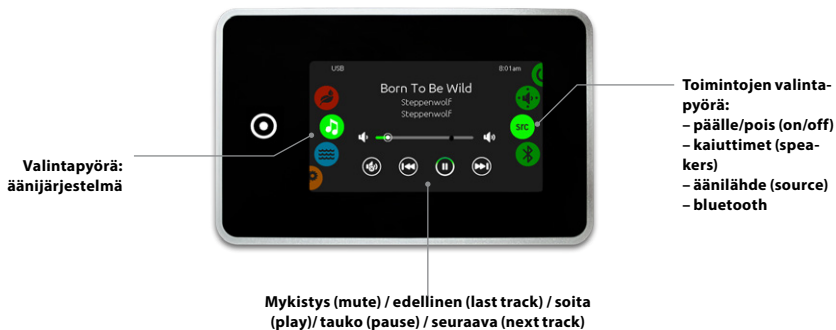 USB
8:01am
Born To Be Wild
Steppenwolf
Steppenwolf
src
Valintapyörä:
äänijärjestelmä
Toimintojen valinta-
pyörä:
– päälle/pois (on/off)
– kaiuttimet (spea-
kers)
– äänilähde (source)
– bluetooth
Mykistys (mute) / edellinen (last track) / soita
(play)/ tauko (pause) / seuraava (next track)